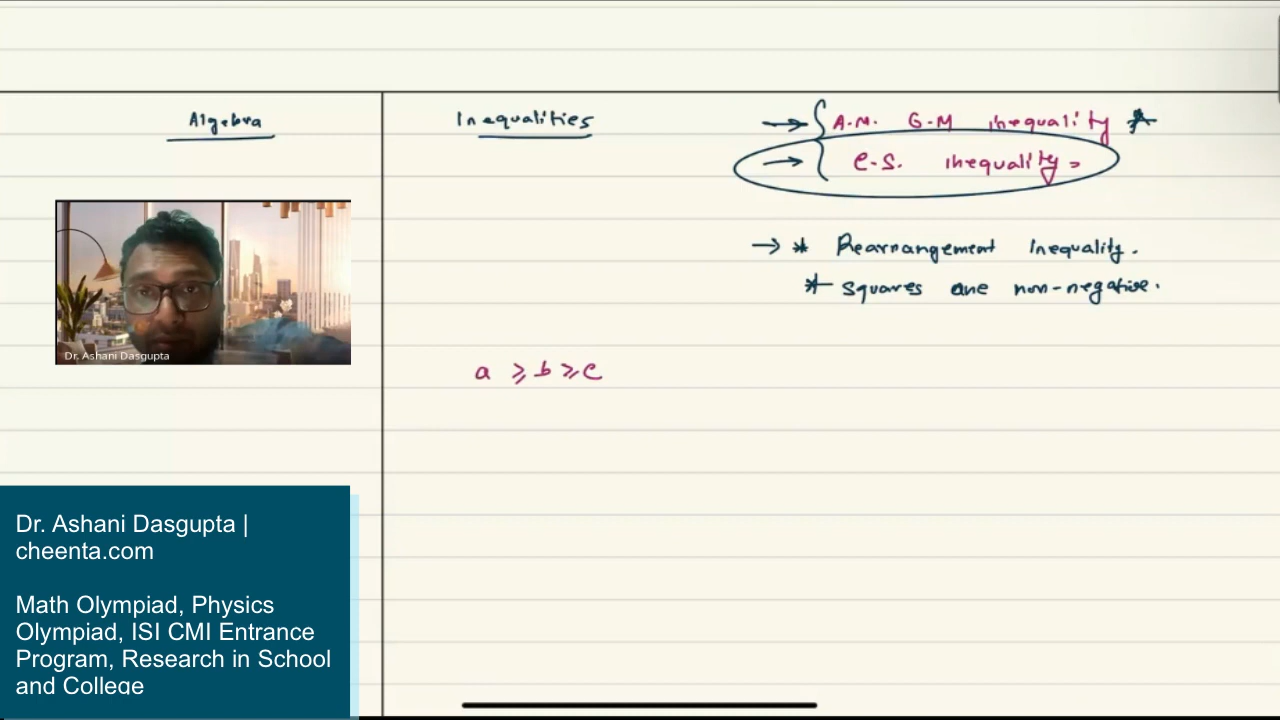 Algebra
Inequalities
→ { A.M. G.M inequality *
→ { C.S. inequality
→ * Rearrangement Inequality.
* Squares are non-negative.
Dr. Ashani Dasgupta
a ⩾ b ⩾ c
Dr. Ashani Dasgupta |
cheenta.com
Math Olympiad, Physics
Olympiad, ISI CMI Entrance
Program, Research in School
and College